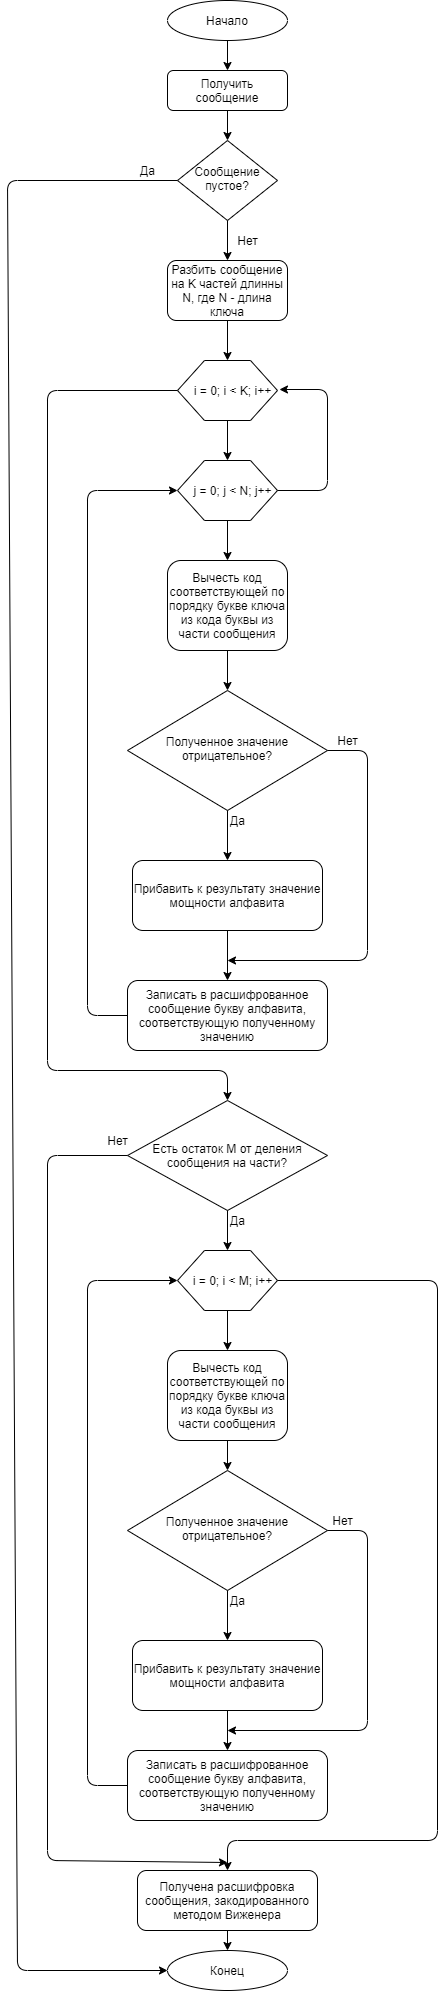 Начало
Получить
сообщение
Сообщение
пустое?
Да
Нет
Разбить сообщение
на K частей длинны
N, где N - длина
ключа
i = 0; i < K; i++
j = 0; j < N; j++
Вычесть код
соответствующей по
порядку букве ключа
из кода буквы из
части сообщения
Полученное значение
отрицательное?
Нет
Да
Прибавить к результату значение
мощности алфавита
Записать в расшифрованное
сообщение букву алфавита,
соответствующую полученному
значению
Есть остаток M от деления
сообщения на части?
Нет
Да
i = 0; i < M; i++
Вычесть код
соответствующей по
порядку букве ключа
из кода буквы из
части сообщения
Полученное значение
отрицательное?
Нет
Да
Прибавить к результату значение
мощности алфавита
Записать в расшифрованное
сообщение букву алфавита,
соответствующую полученному
значению
Получена расшифровка
сообщения, закодированного
методом Виженера
Конец